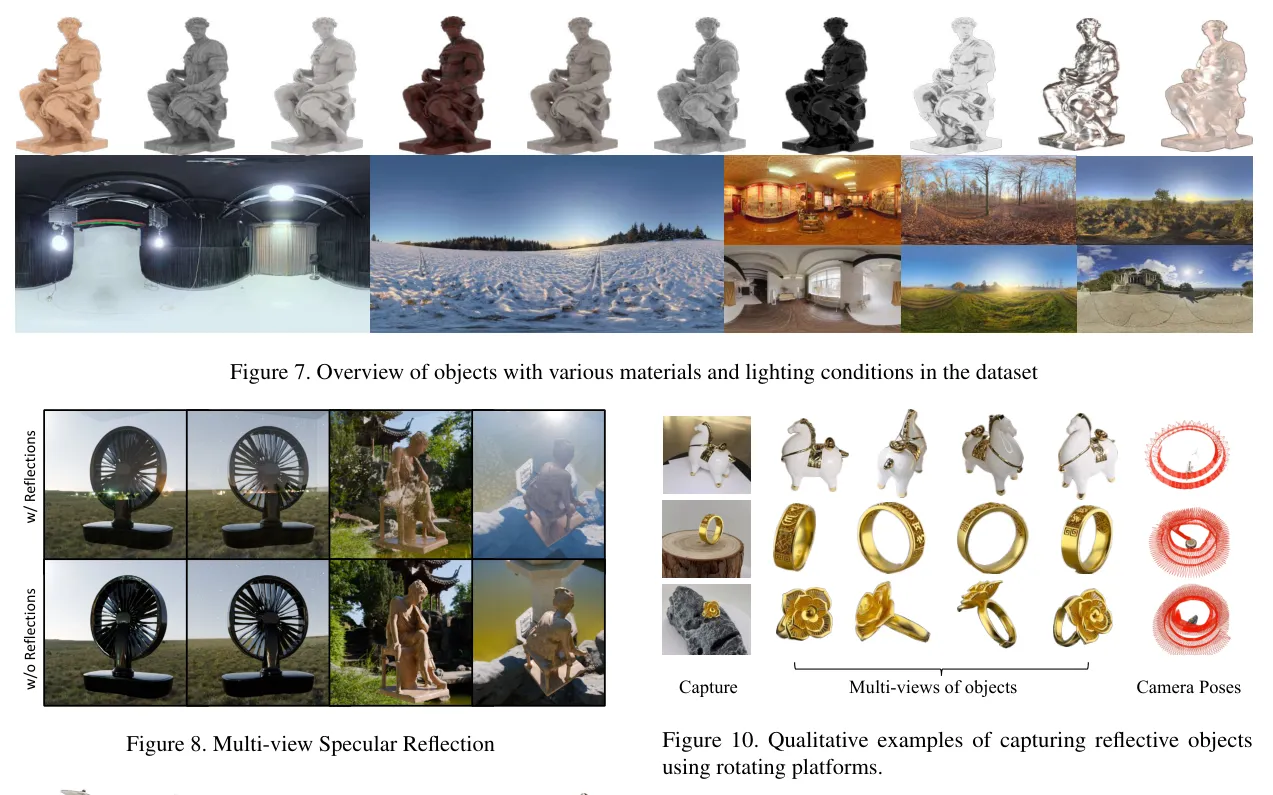 Figure 7. Overview of objects with various materials and lighting conditions in the dataset
w/ Reflections
w/o Reflections
Figure 8. Multi-view Specular Reflection
Capture
Multi-views of objects
Camera Poses
Figure 10. Qualitative examples of capturing reflective objects
using rotating platforms.